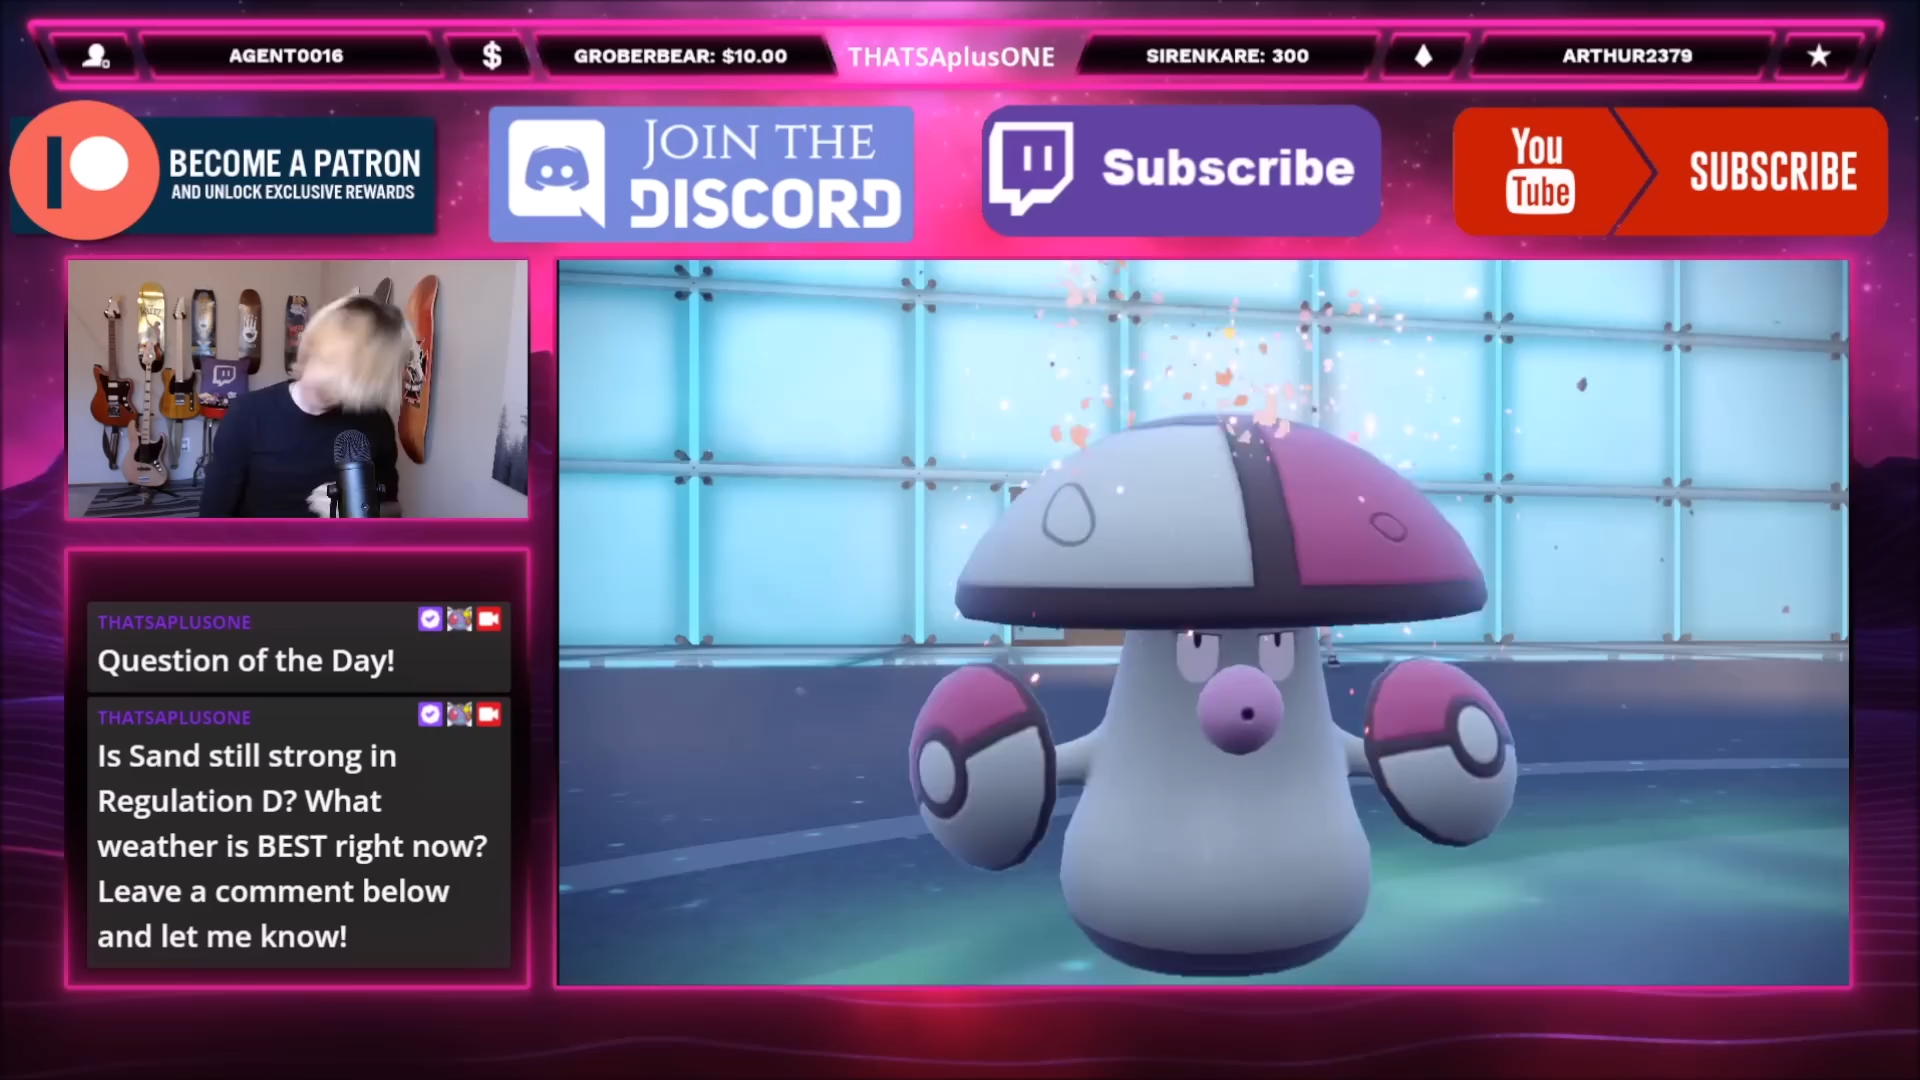 AGENT0016
$
GROBERBEAR: $10.00
THATSAplusONE
SIRENKARE: 300
ARTHUR2379
BECOME A PATRON
AND UNLOCK EXCLUSIVE REWARDS
JOIN THE
DISCORD
Subscribe
You
Tube
SUBSCRIBE
THATSAPLUSONE
Question of the Day!
THATSAPLUSONE
Is Sand still strong in
Regulation D? What
weather is BEST right now?
Leave a comment below
and let me know!